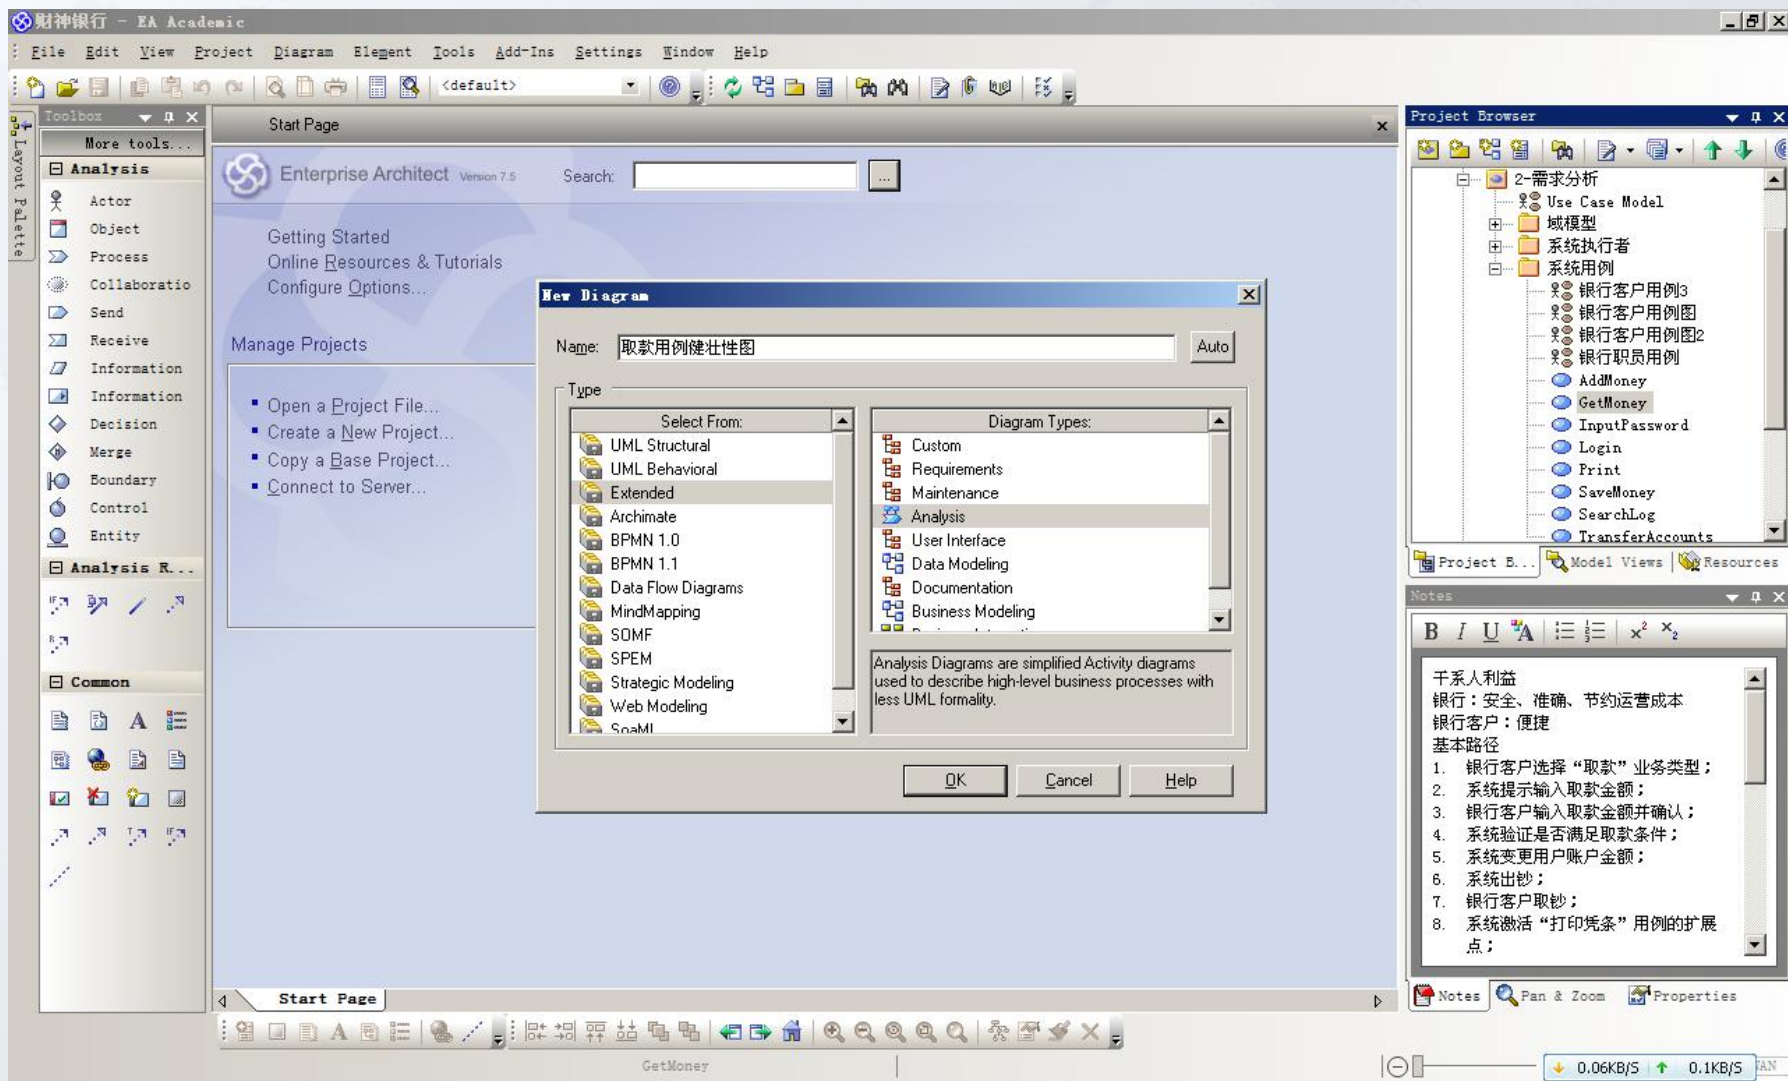 财神银行 - EA Academic
File Edit View Project Diagram Element Tools Add-Ins Settings Window Help
<default>
Layout Palette
Toolbox
More tools...
Analysis
Actor
Object
Process
Collaboratio
Send
Receive
Information
Information
Decision
Merge
Boundary
Control
Entity
Analysis R...
Common
Start Page
Enterprise Architect Version 7.5
Search:
...
Getting Started
Online Resources & Tutorials
Configure Options...
Manage Projects
Open a Project File...
Create a New Project...
Copy a Base Project...
Connect to Server...
New Diagram
Name: 取款用例健壮性图
Auto
Type
Select From:
UML Structural
UML Behavioral
Extended
Archimate
BPMN 1.0
BPMN 1.1
Data Flow Diagrams
MindMapping
SOMF
SPEM
Strategic Modeling
Web Modeling
SoaML
Diagram Types:
Custom
Requirements
Maintenance
Analysis
User Interface
Data Modeling
Documentation
Business Modeling
Analysis Diagrams are simplified Activity diagrams
used to describe high-level business processes with
less UML formality.
OK
Cancel
Help
Project Browser
2-需求分析
Use Case Model
域模型
系统执行者
系统用例
银行客户用例3
银行客户用例图
银行客户用例图2
银行职员用例
AddMoney
GetMoney
InputPassword
Login
Print
SaveMoney
SearchLog
TransferAccounts
Project B... Model Views Resources
Notes
B I U A x² x₂
干系人利益
银行：安全、准确、节约运营成本
银行客户：便捷
基本路径
1. 银行客户选择“取款”业务类型；
2. 系统提示输入取款金额；
3. 银行客户输入取款金额并确认；
4. 系统验证是否满足取款条件；
5. 系统变更用户账户金额；
6. 系统出钞；
7. 银行客户取钞；
8. 系统激活“打印凭条”用例的扩展
点；
Notes Pan & Zoom Properties
Start Page
GetMoney
0.06KB/S 0.1KB/S